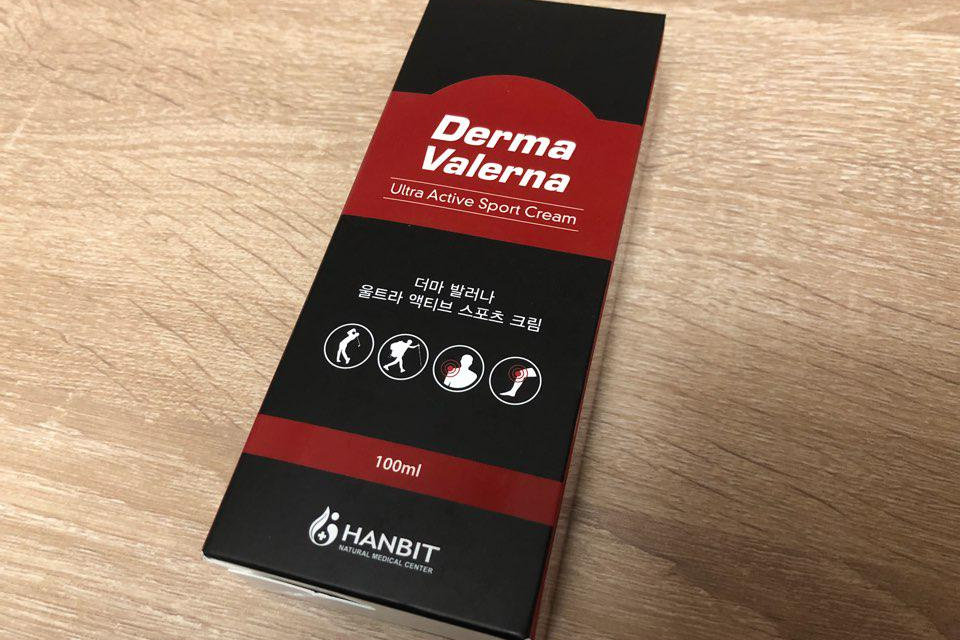 Derma
Valerna
Ultra Active Sport Cream
더마 발러나
울트라 액티브 스포츠 크림
100ml
HANBIT
NATURAL MEDICAL CENTER